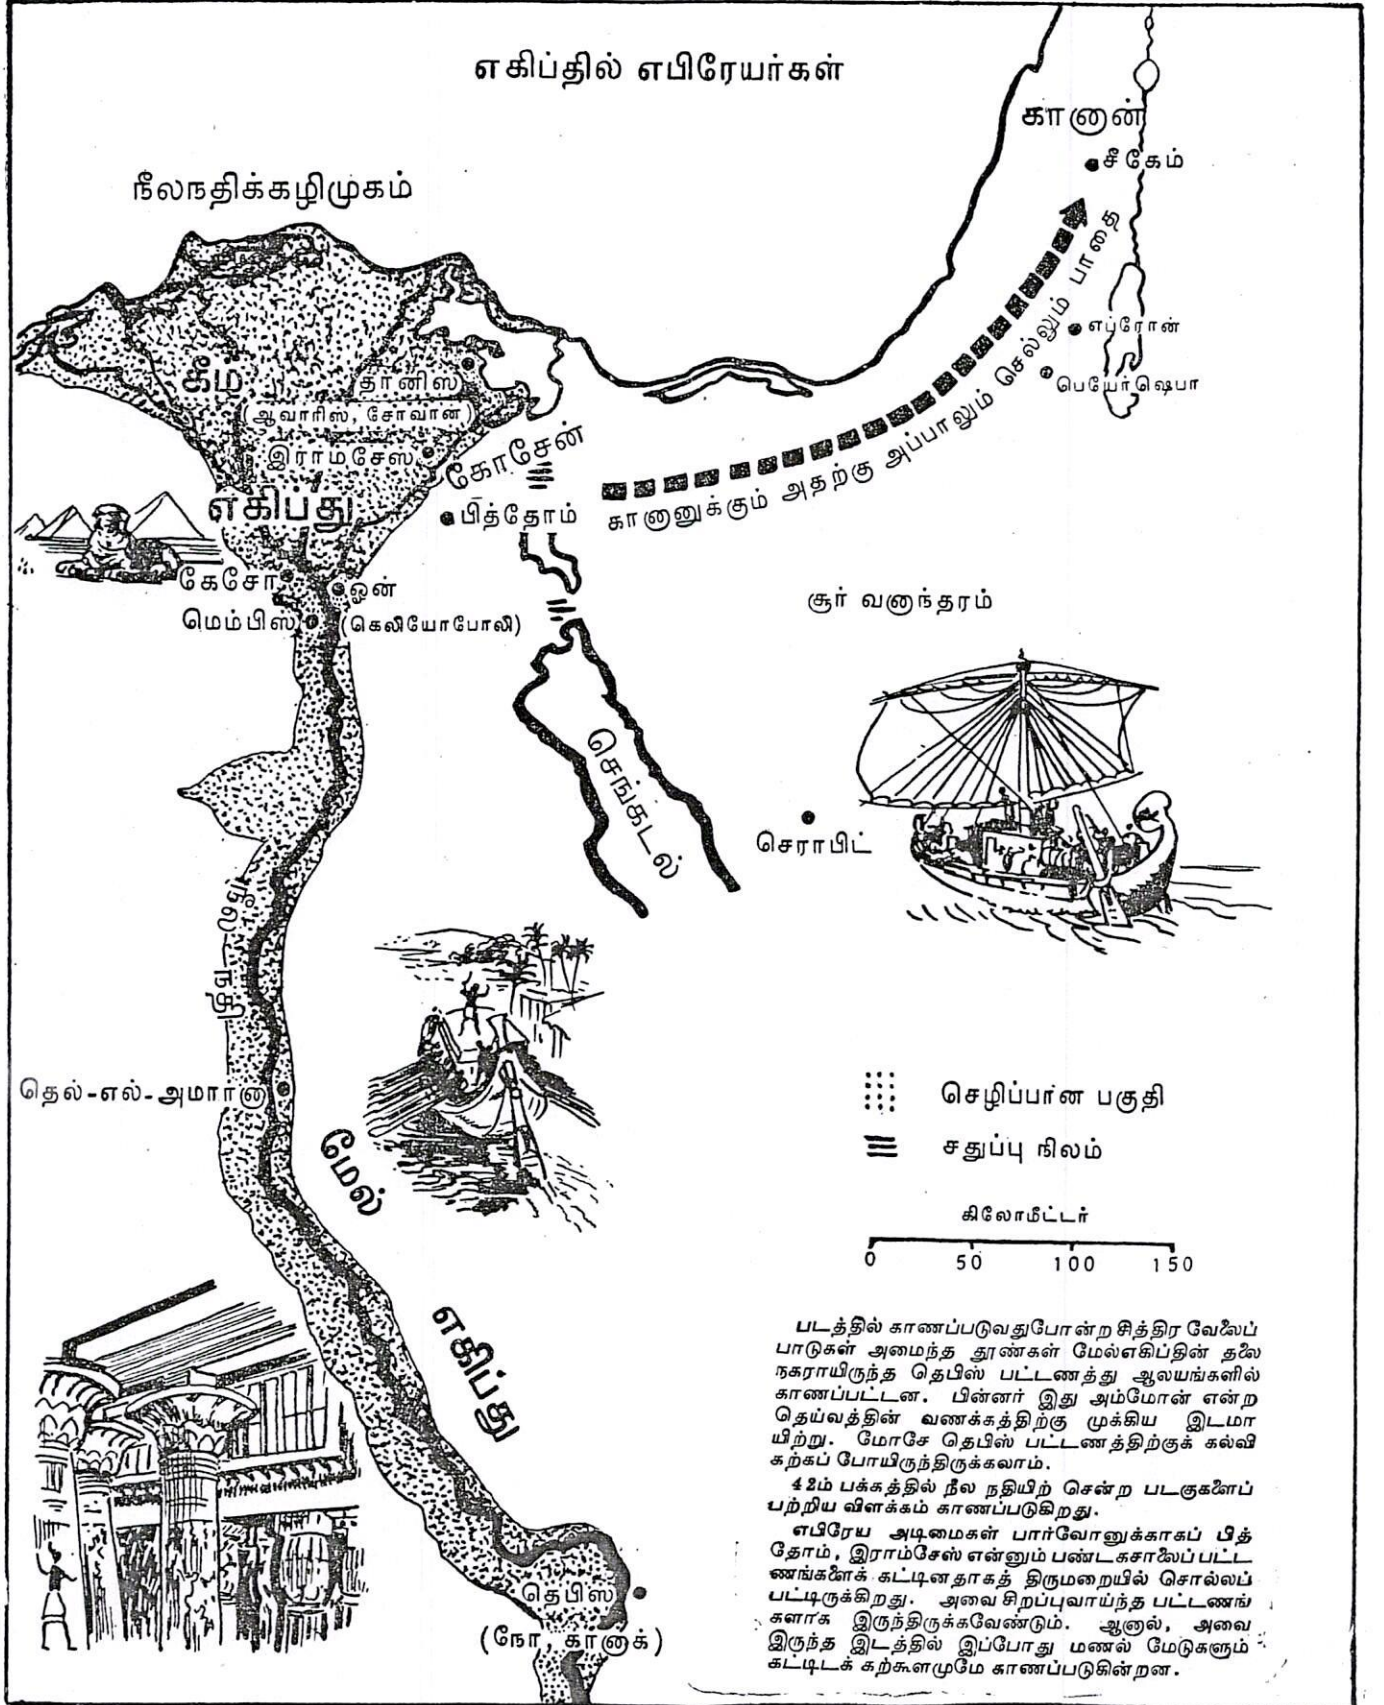 எகிப்தில் எபிரேயர்கள்
கானான்
சீகேம்
நீலநதிக்கழிமுகம்
எப்ரோன்
பெயேர்ஷெபா
கீழ்
தானிஸ்
(ஆவாரிஸ், சோவான்)
இராம்சேஸ்
கோசேன்
எகிப்து
பித்தோம்
கானானுக்கும் அதற்கு அப்பாலும் செல்லும் பாதை
கேசோ
ஓன்
மெம்பிஸ்
(கெலியோபோலி)
சூர் வனாந்தரம்
செங்கடல்
செராபிட்
தெல்-எல்-அமாரானா
மேல்
எகிப்து
செழிப்பான பகுதி
சதுப்பு நிலம்
கிலோமீட்டர்
0 50 100 150
படத்தில் காணப்படுவதுபோன்ற சித்திர வேலைப்
பாடுகள் அமைந்த தூண்கள் மேல்எகிப்தின் தலை
நகராயிருந்த தெபிஸ் பட்டணத்து ஆலயங்களில்
காணப்பட்டன. பின்னர் இது அம்மோன் என்ற
தெய்வத்தின் வணக்கத்திற்கு முக்கிய இடமா
யிற்று. மோசே தெபிஸ் பட்டணத்திற்குக் கல்வி
கற்கப் போயிருந்திருக்கலாம்.
42ம் பக்கத்தில் நீல நதியிற் சென்ற படகுகளைப்
பற்றிய விளக்கம் காணப்படுகிறது.
எபிரேய அடிமைகள் பார்வோனுக்காகப் பித்
தோம், இராம்சேஸ் என்னும் பண்டகசாலைப் பட்ட
ணங்களைக் கட்டினதாகத் திருமறையில் சொல்லப்
பட்டிருக்கிறது. அவை சிறப்புவாய்ந்த பட்டணங்
களாக இருந்திருக்கவேண்டும். ஆனால், அவை
இருந்த இடத்தில் இப்போது மணல் மேடுகளும்
கட்டிடக் கற்கூளமுமே காணப்படுகின்றன.
தெபிஸ்
(நோ, கானாக்)